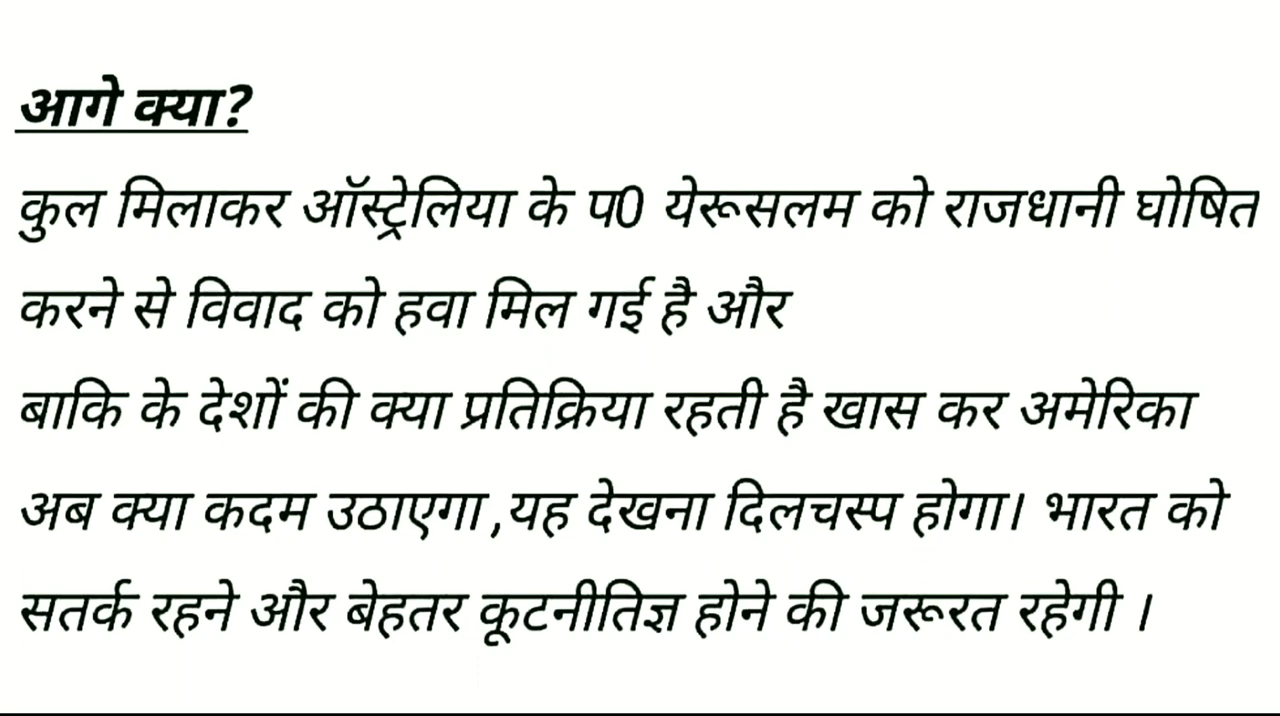 आगे क्या?
कुल मिलाकर ऑस्ट्रेलिया के प0 येरूसलम को राजधानी घोषित
करने से विवाद को हवा मिल गई है और
बाकि के देशों की क्या प्रतिक्रिया रहती है खास कर अमेरिका
अब क्या कदम उठाएगा,यह देखना दिलचस्प होगा। भारत को
सतर्क रहने और बेहतर कूटनीतिज्ञ होने की जरूरत रहेगी ।